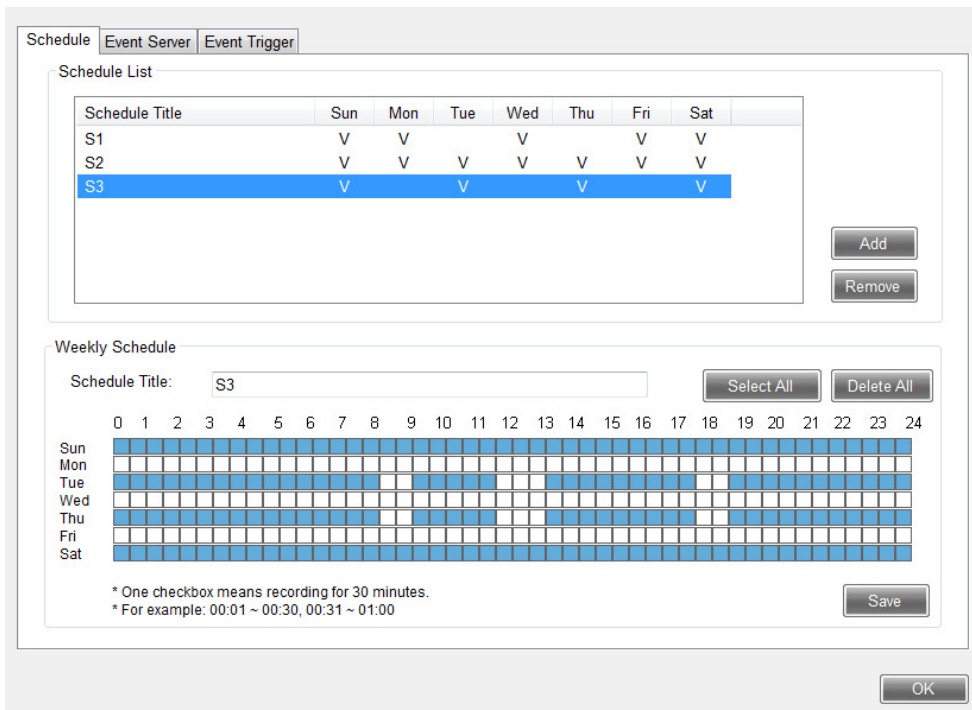 Schedule Event Server Event Trigger
Schedule List
Schedule Title Sun Mon Tue Wed Thu Fri Sat
S1 V V V V V
S2 V V V V V V V
S3 V V V V
Add
Remove
Weekly Schedule
Schedule Title: S3 Select All Delete All
0 1 2 3 4 5 6 7 8 9 10 11 12 13 14 15 16 17 18 19 20 21 22 23 24
Sun
Mon
Tue
Wed
Thu
Fri
Sat
* One checkbox means recording for 30 minutes.
* For example: 00:01 ~ 00:30, 00:31 ~ 01:00
Save
OK